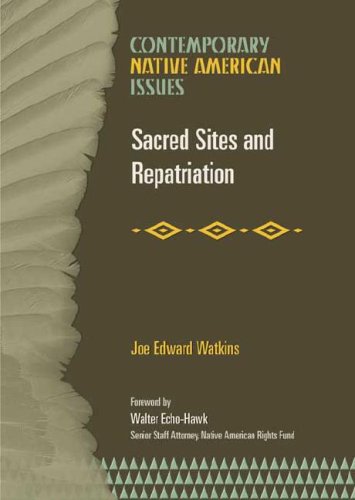 CONTEMPORARY
NATIVE AMERICAN
ISSUES
Sacred Sites and
Repatriation
Joe Edward Watkins
Foreword by
Walter Echo-Hawk
Senior Staff Attorney, Native American Rights Fund